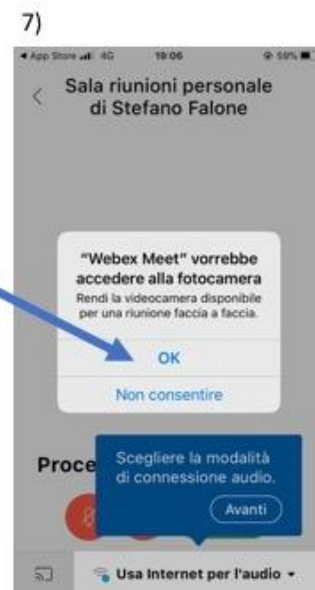 7)
App Store 4G 19:06 59%
Sala riunioni personale
di Stefano Falone
"Webex Meet" vorrebbe
accedere alla fotocamera
Rendi la videocamera disponibile
per una riunione faccia a faccia.
OK
Non consentire
Proce
Scegliere la modalità
di connessione audio.
Avanti
Usa Internet per l'audio